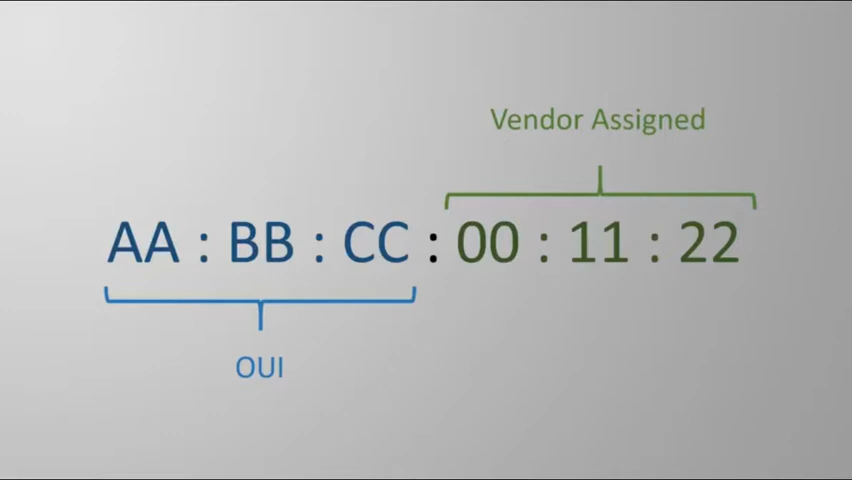 Vendor Assigned
AA : BB : CC : 00 : 11 : 22
OUI